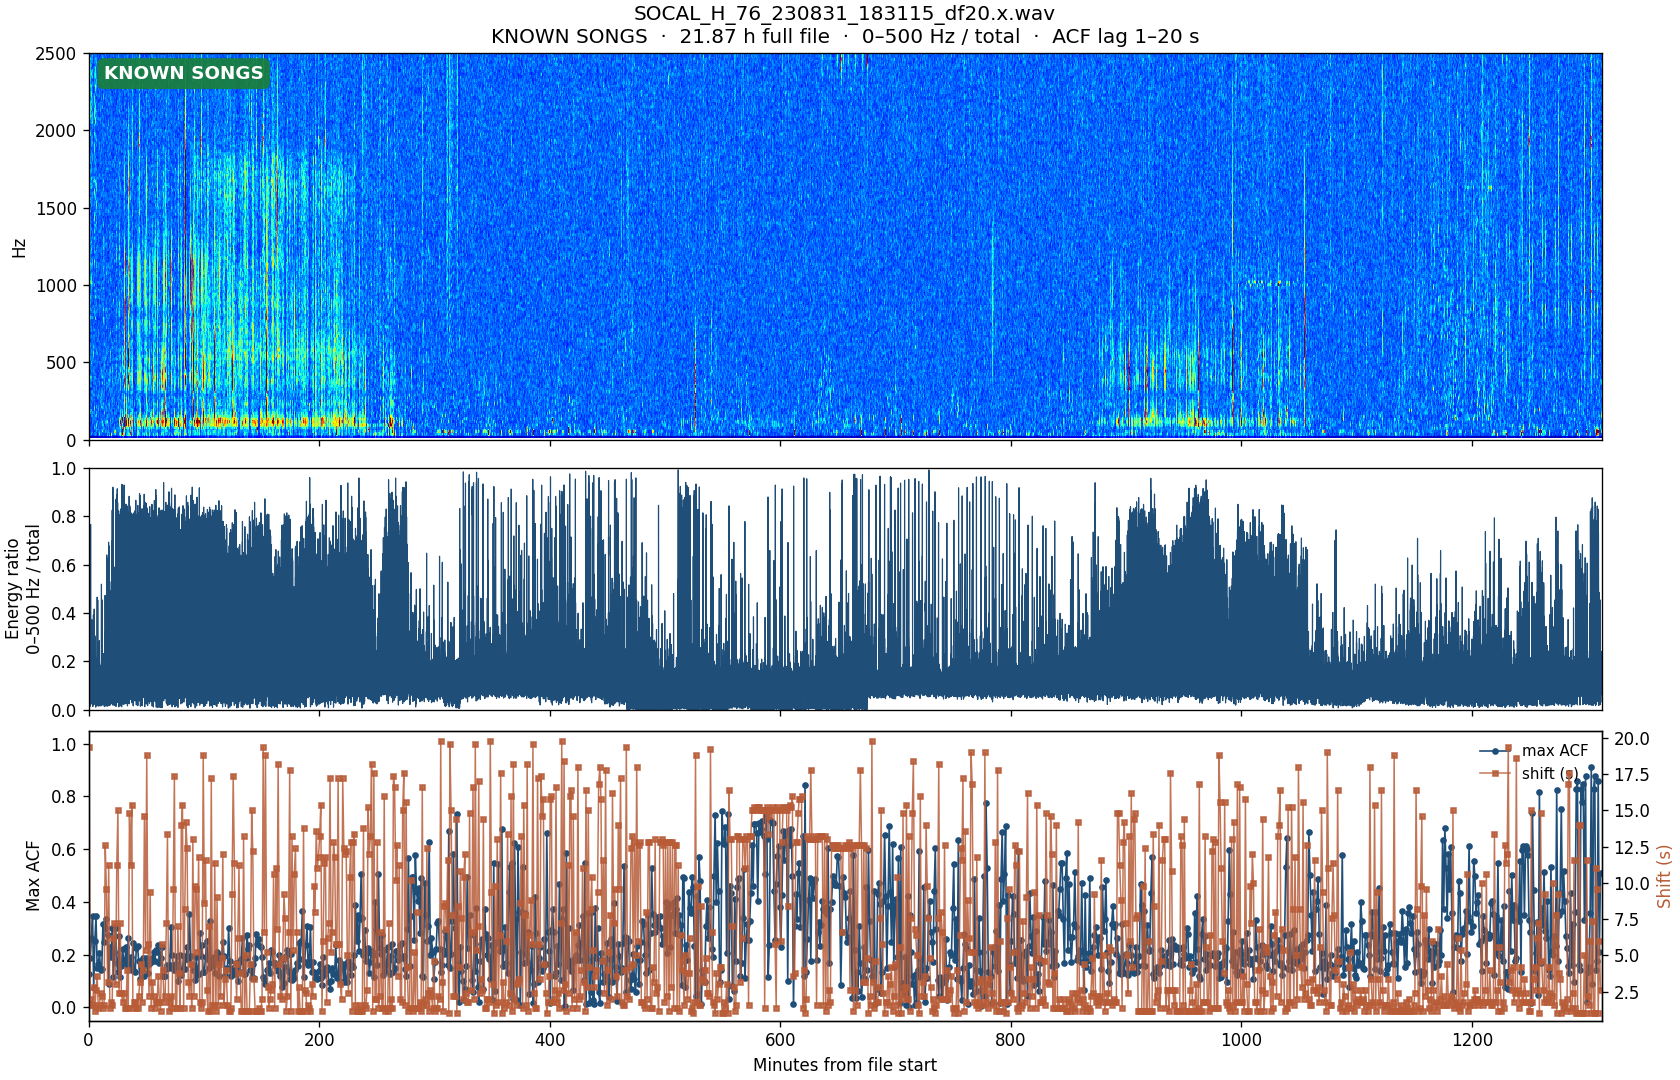 SOCAL_H_76_230831_183115_df20.x.wav
KNOWN SONGS · 21.87 h full file · 0–500 Hz / total · ACF lag 1–20 s
KNOWN SONGS
2500
2000
1500
1000
500
0
Hz
1.0
0.8
0.6
0.4
0.2
0.0
Energy ratio
0–500 Hz / total
max ACF
shift (s)
1.0
0.8
0.6
0.4
0.2
0.0
Max ACF
20.0
17.5
15.0
12.5
10.0
7.5
5.0
2.5
Shift (s)
0 200 400 600 800 1000 1200
Minutes from file start